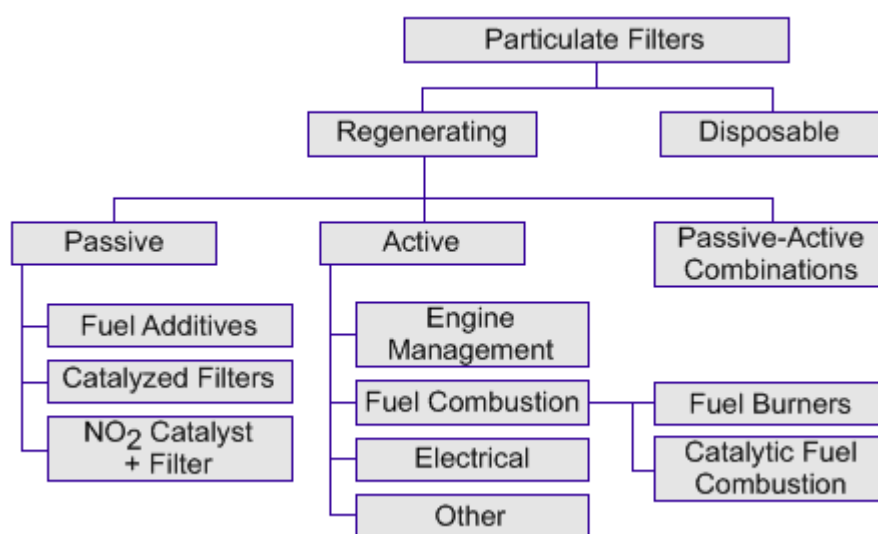 Particulate Filters
Regenerating
Disposable
Passive
Active
Passive-Active
Combinations
Fuel Additives
Catalyzed Filters
NO2 Catalyst
+ Filter
Engine
Management
Fuel Combustion
Electrical
Other
Fuel Burners
Catalytic Fuel
Combustion